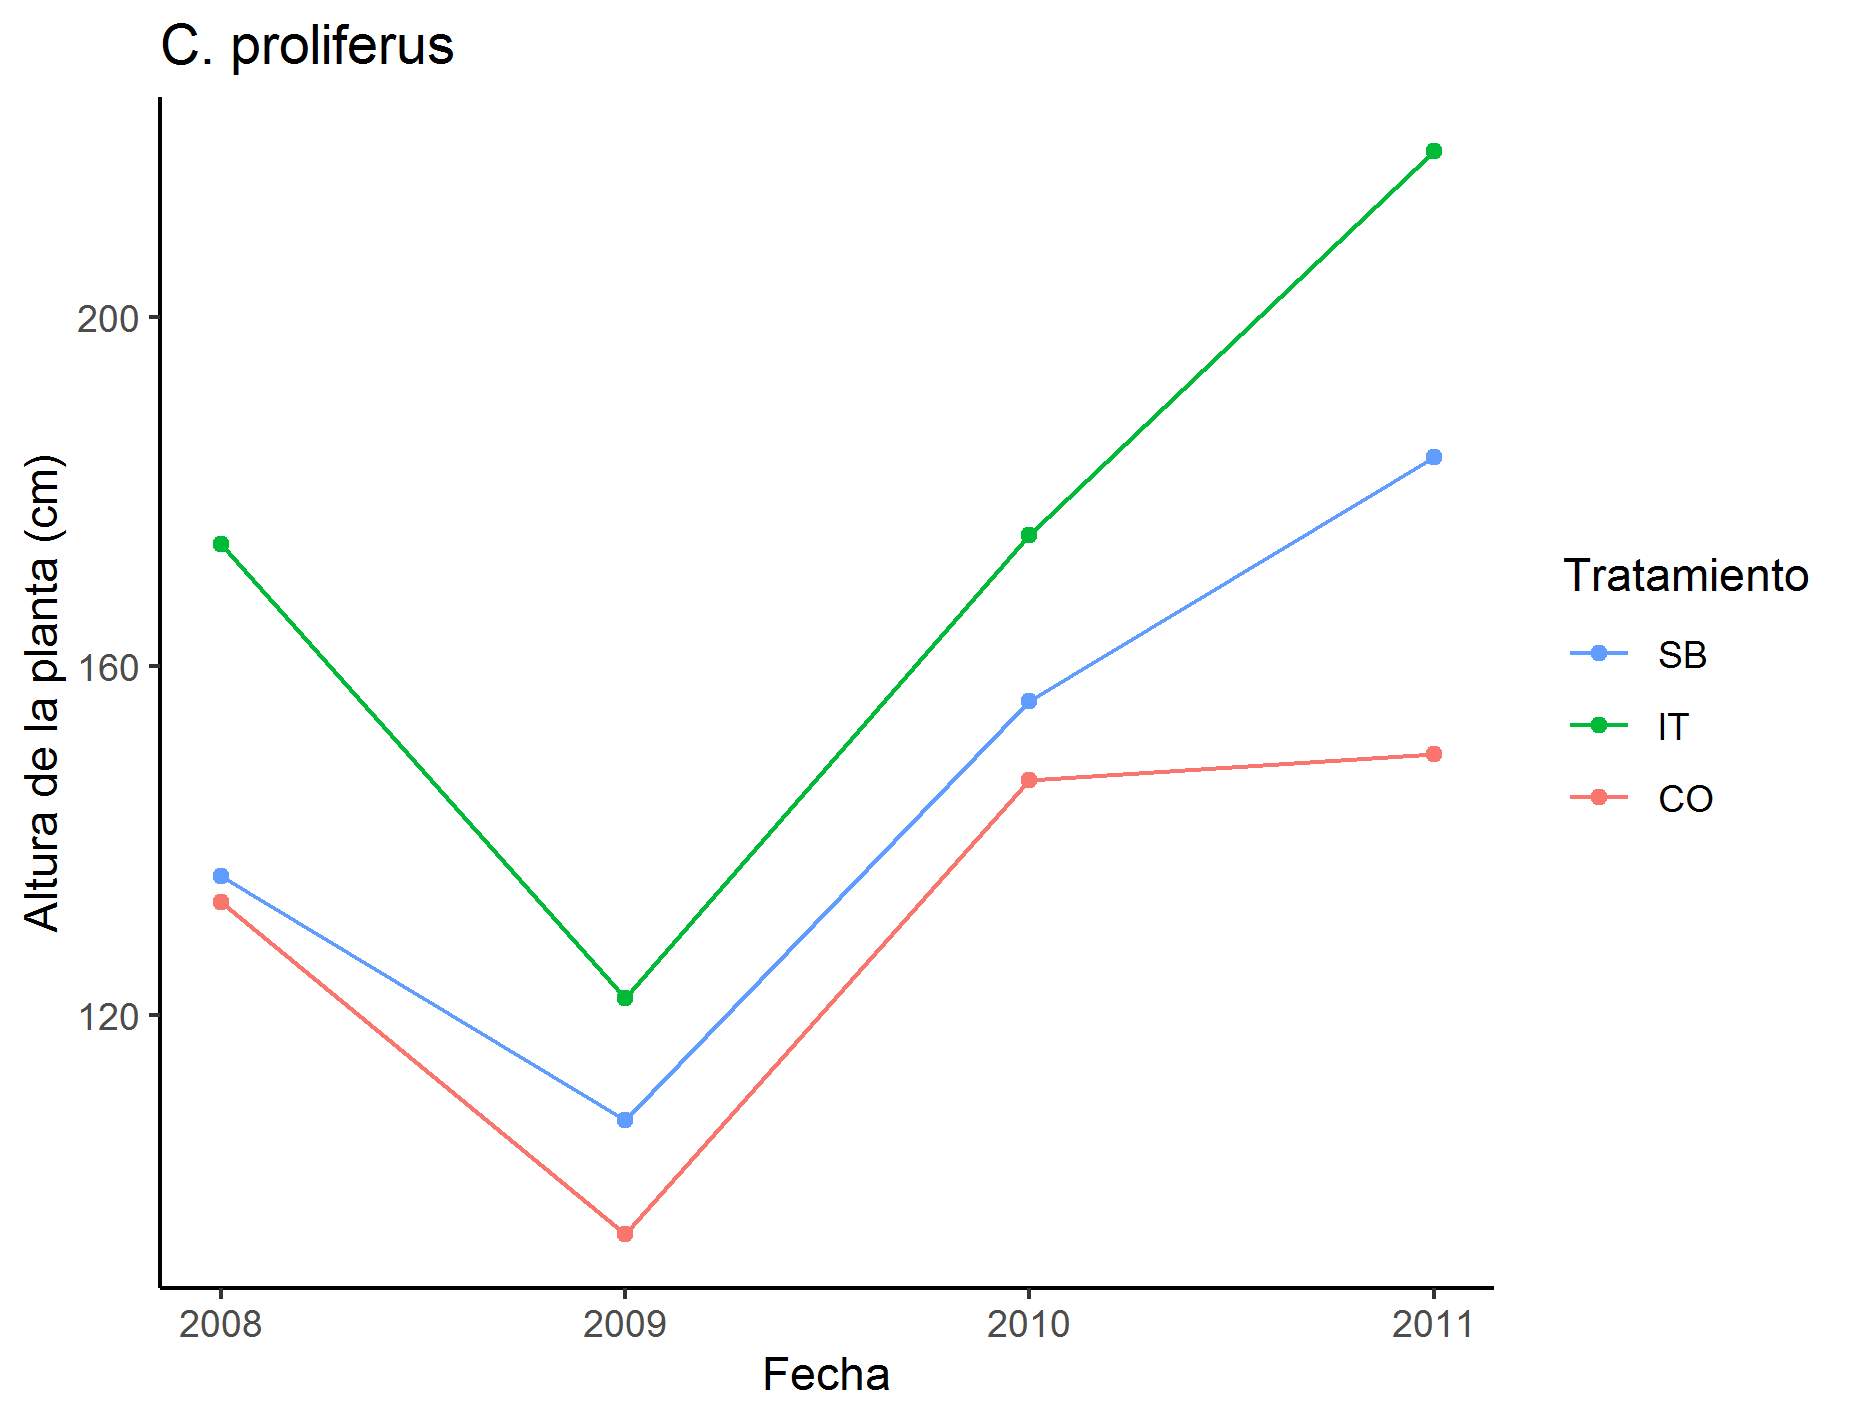 C. proliferus
Altura de la planta (cm)
200
160
120
2008 2009 2010 2011
Fecha
Tratamiento
SB
IT
CO